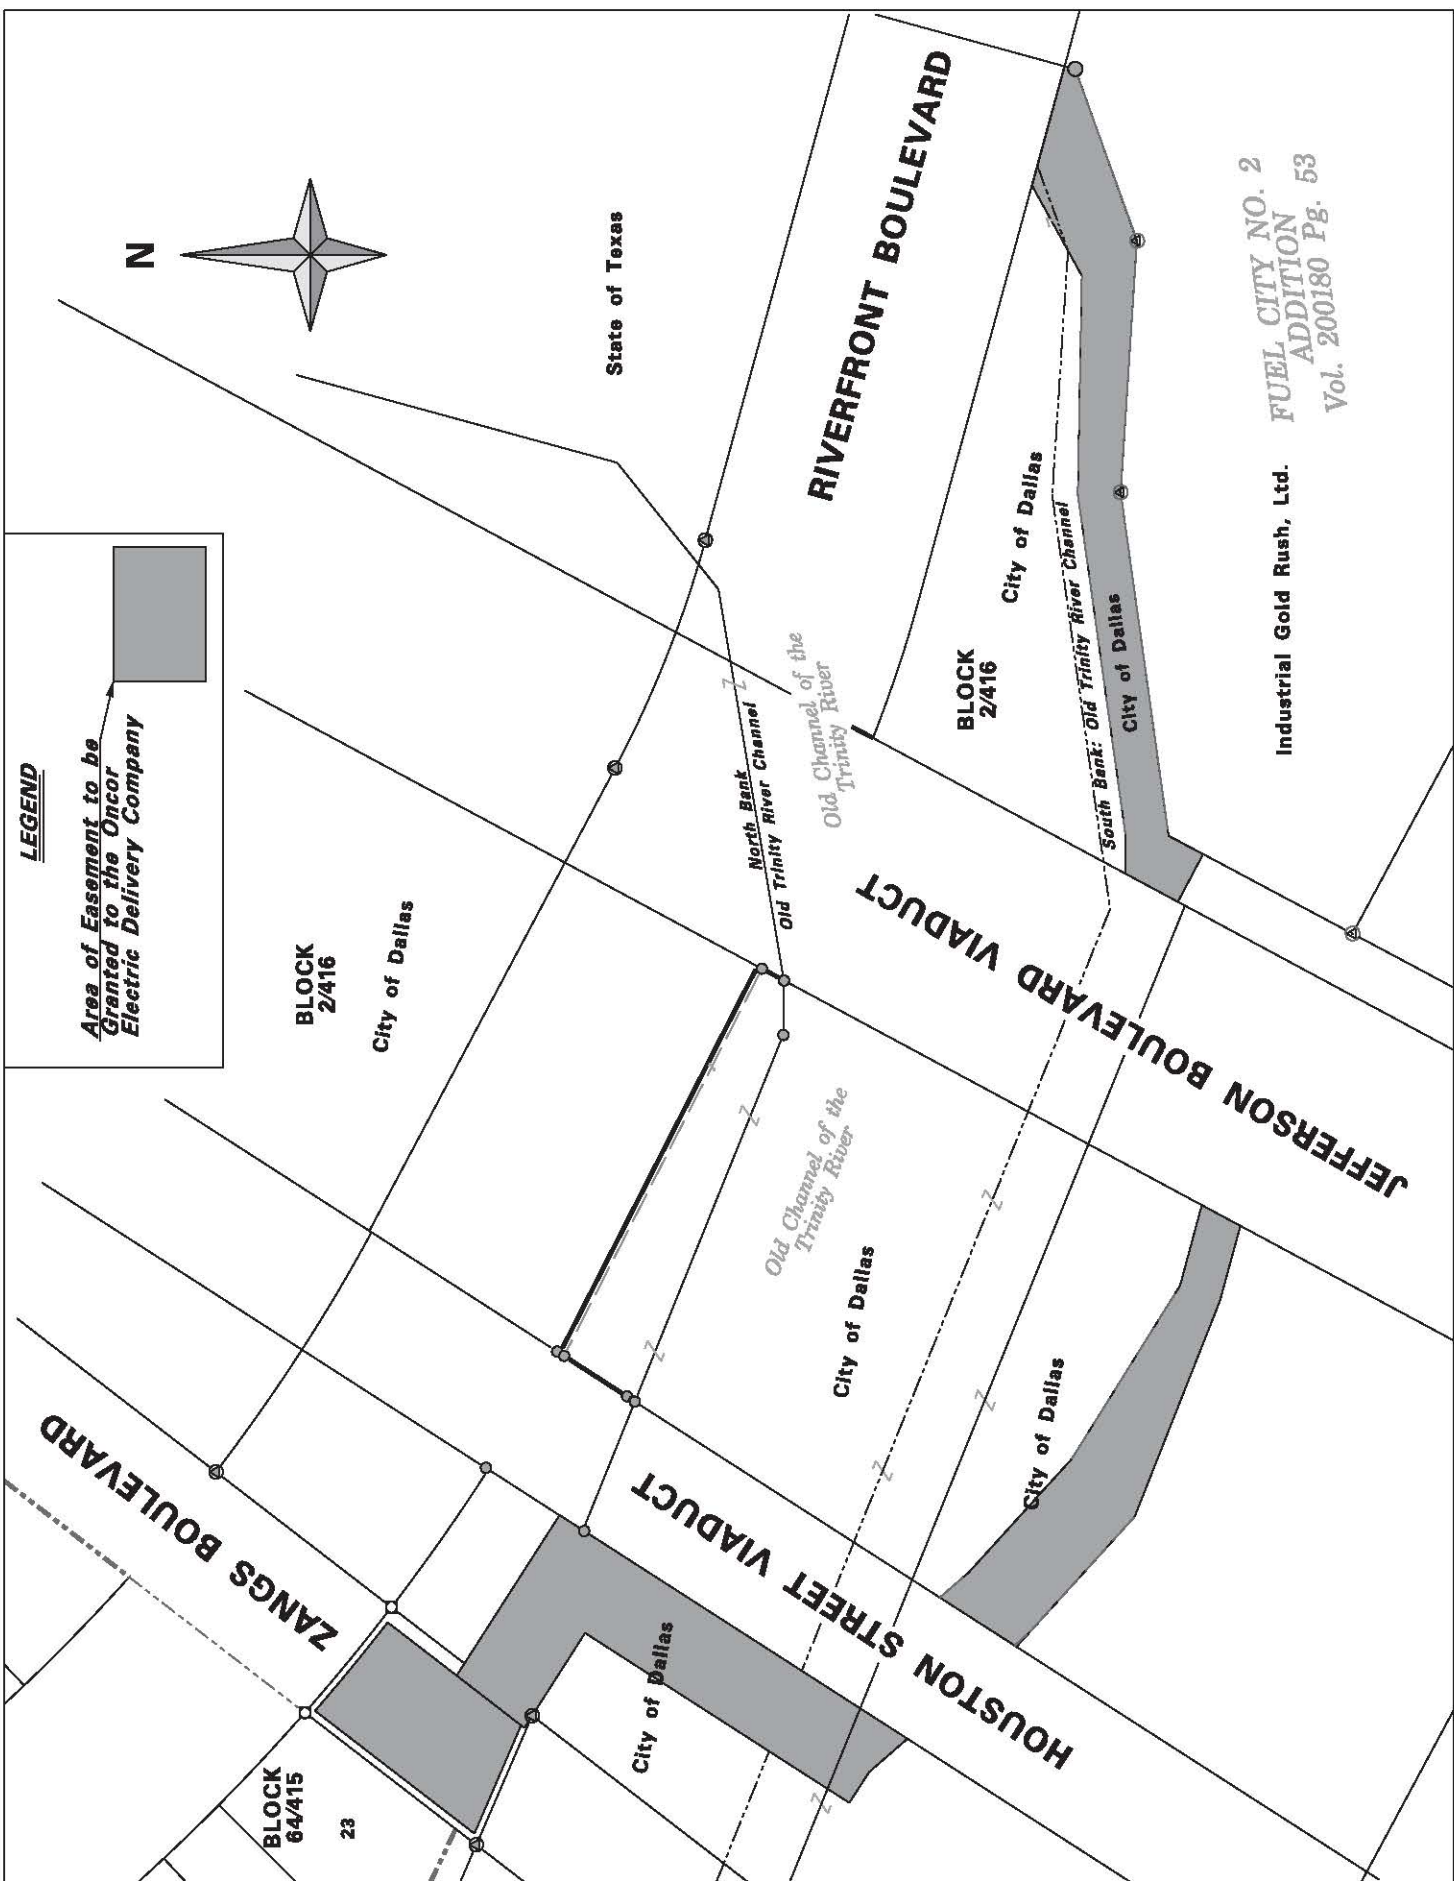 LEGEND
Area of Easement to be
Granted to the Oncor
Electric Delivery Company
N
State of Texas
RIVERFRONT BOULEVARD
BLOCK
2/416
City of Dallas
North Bank
Old Trinity River Channel
Old Channel of the
Trinity River
BLOCK
2/416
City of Dallas
South Bank: Old Trinity River Channel
City of Dallas
Industrial Gold Rush, Ltd.
FUEL CITY NO. 2
ADDITION
Vol. 200180 Pg. 53
JEFFERSON BOULEVARD VIADUCT
Old Channel of the
Trinity River
City of Dallas
City of Dallas
ZANGS BOULEVARD
HOUSTON STREET VIADUCT
City of Dallas
BLOCK
64/415
23